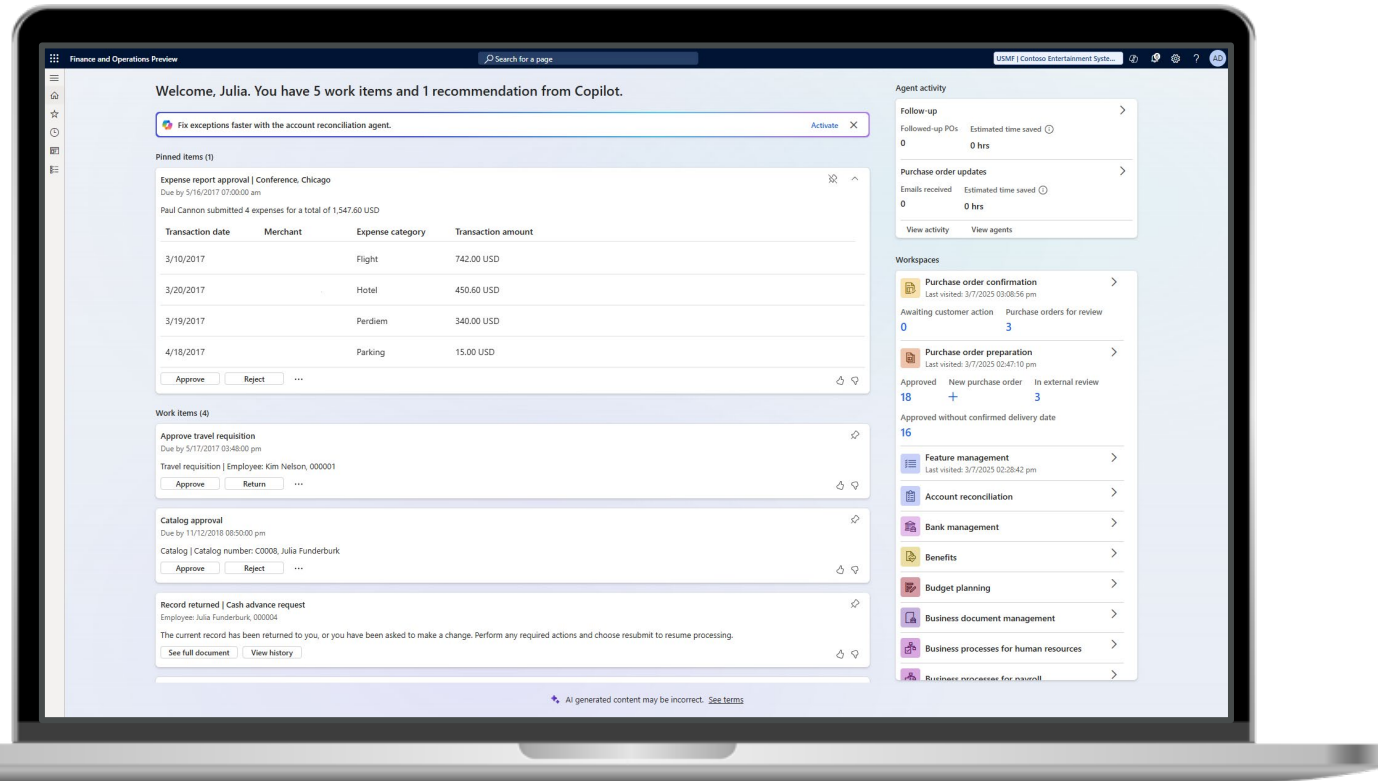 Finance and Operations Preview
Search for a page
USMF | Contoso Entertainment Syste...
?
AD
Welcome, Julia. You have 5 work items and 1 recommendation from Copilot.
Fix exceptions faster with the account reconciliation agent.
Activate
Pinned items (1)
Expense report approval | Conference, Chicago
Due by 5/16/2017 07:00:00 am
Paul Cannon submitted 4 expenses for a total of 1,547.60 USD
Transaction date Merchant Expense category Transaction amount
3/10/2017 Flight 742.00 USD
3/20/2017 Hotel 450.60 USD
3/19/2017 Perdiem 340.00 USD
4/18/2017 Parking 15.00 USD
Approve Reject ...
Work items (4)
Approve travel requisition
Due by 5/17/2017 03:48:00 pm
Travel requisition | Employee: Kim Nelson, 000001
Approve Return ...
Catalog approval
Due by 11/12/2018 08:50:00 pm
Catalog | Catalog number: C0008, Julia Funderburk
Approve Reject ...
Record returned | Cash advance request
Employee: Julia Funderburk, 000004
The current record has been returned to you, or you have been asked to make a change. Perform any required actions and choose resubmit to resume processing.
See full document View history
Agent activity
Follow-up
Followed-up POs Estimated time saved
0 0 hrs
Purchase order updates
Emails received Estimated time saved
0 0 hrs
View activity View agents
Workspaces
Purchase order confirmation
Last visited: 3/7/2025 03:08:56 pm
Awaiting customer action Purchase orders for review
0 3
Purchase order preparation
Last visited: 3/7/2025 02:47:10 pm
Approved New purchase order In external review
18 + 3
Approved without confirmed delivery date
16
Feature management
Last visited: 3/7/2025 02:28:42 pm
Account reconciliation
Bank management
Benefits
Budget planning
Business document management
Business processes for human resources
Business processes for payroll
AI generated content may be incorrect. See terms